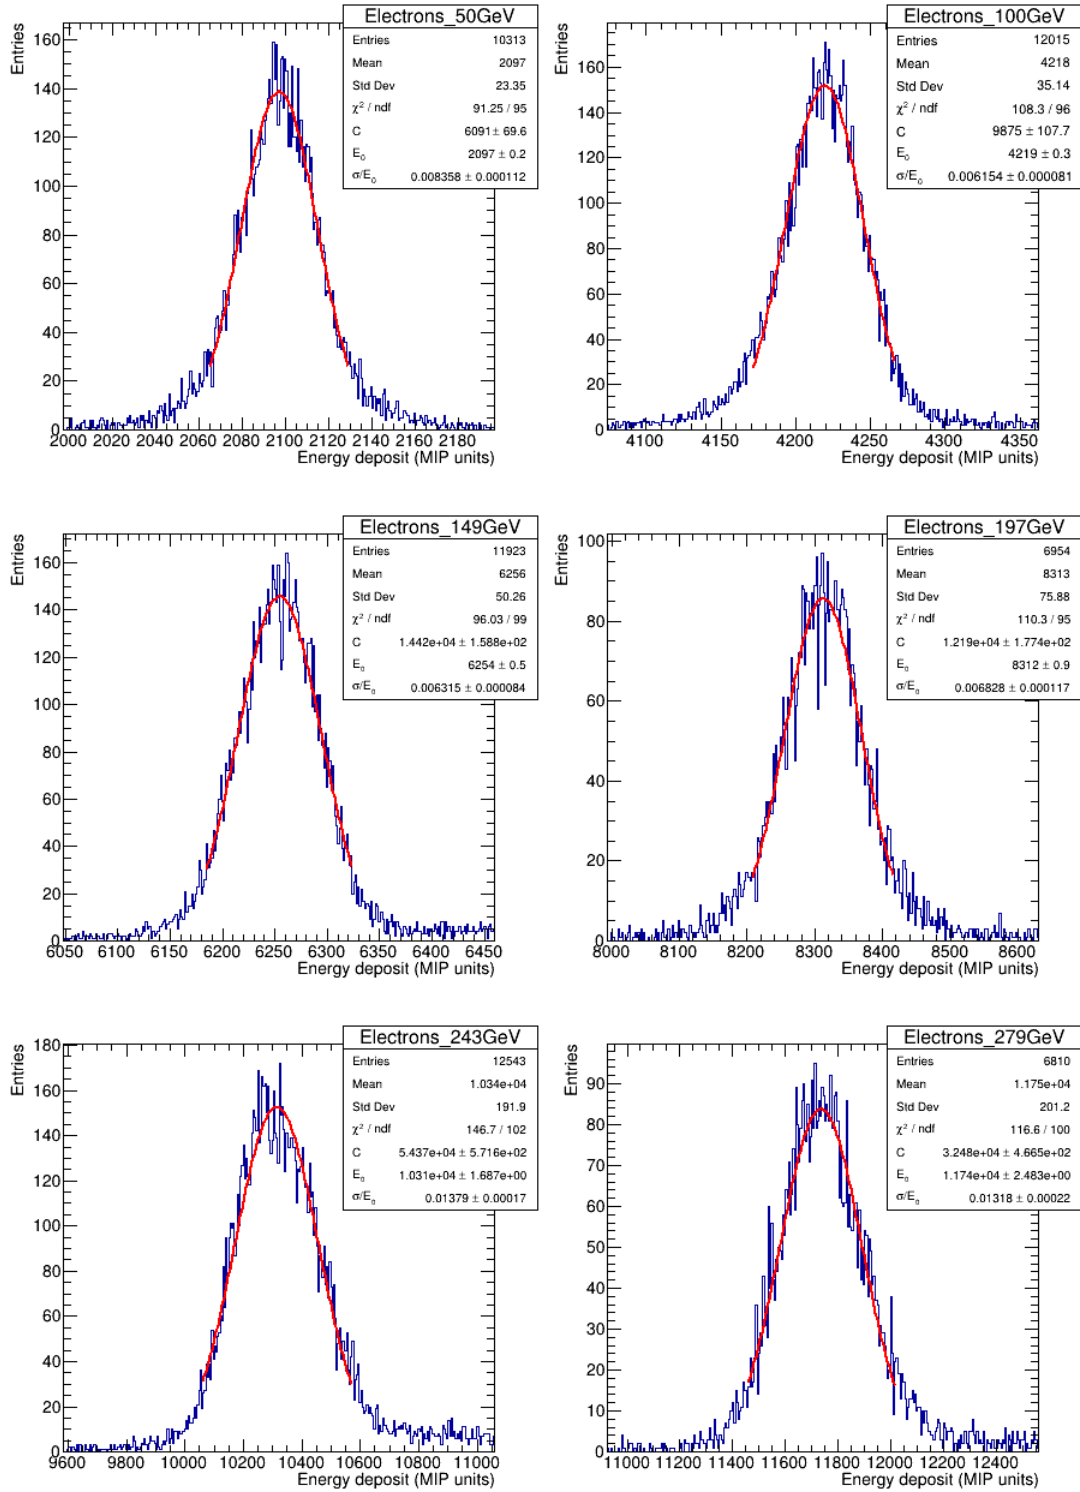 Electrons_50GeV
Entries 10313
Mean 2097
Std Dev 23.35
χ² / ndf 91.25 / 95
C 6091 ± 69.6
E₀ 2097 ± 0.2
σ/E₀ 0.008358 ± 0.000112
Entries
160
140
120
100
80
60
40
20
0
2000 2020 2040 2060 2080 2100 2120 2140 2160 2180
Energy deposit (MIP units)
Electrons_100GeV
Entries 12015
Mean 4218
Std Dev 35.14
χ² / ndf 108.3 / 96
C 9875 ± 107.7
E₀ 4219 ± 0.3
σ/E₀ 0.006154 ± 0.000081
Entries
160
140
120
100
80
60
40
20
0
4100 4150 4200 4250 4300 4350
Energy deposit (MIP units)
Electrons_149GeV
Entries 11923
Mean 6256
Std Dev 50.26
χ² / ndf 96.03 / 99
C 1.442e+04 ± 1.588e+02
E₀ 6254 ± 0.5
σ/E₀ 0.006315 ± 0.000084
Entries
160
140
120
100
80
60
40
20
0
6050 6100 6150 6200 6250 6300 6350 6400 6450
Energy deposit (MIP units)
Electrons_197GeV
Entries 6954
Mean 8313
Std Dev 75.88
χ² / ndf 110.3 / 95
C 1.219e+04 ± 1.774e+02
E₀ 8312 ± 0.9
σ/E₀ 0.006828 ± 0.000117
Entries
100
80
60
40
20
0
8000 8100 8200 8300 8400 8500 8600
Energy deposit (MIP units)
Electrons_243GeV
Entries 12543
Mean 1.034e+04
Std Dev 191.9
χ² / ndf 146.7 / 102
C 5.437e+04 ± 5.716e+02
E₀ 1.031e+04 ± 1.687e+00
σ/E₀ 0.01379 ± 0.00017
Entries
180
160
140
120
100
80
60
40
20
0
9600 9800 10000 10200 10400 10600 10800 11000
Energy deposit (MIP units)
Electrons_279GeV
Entries 6810
Mean 1.175e+04
Std Dev 201.2
χ² / ndf 116.6 / 100
C 3.248e+04 ± 4.665e+02
E₀ 1.174e+04 ± 2.483e+00
σ/E₀ 0.01318 ± 0.00022
Entries
90
80
70
60
50
40
30
20
10
0
11000 11200 11400 11600 11800 12000 12200 12400
Energy deposit (MIP units)